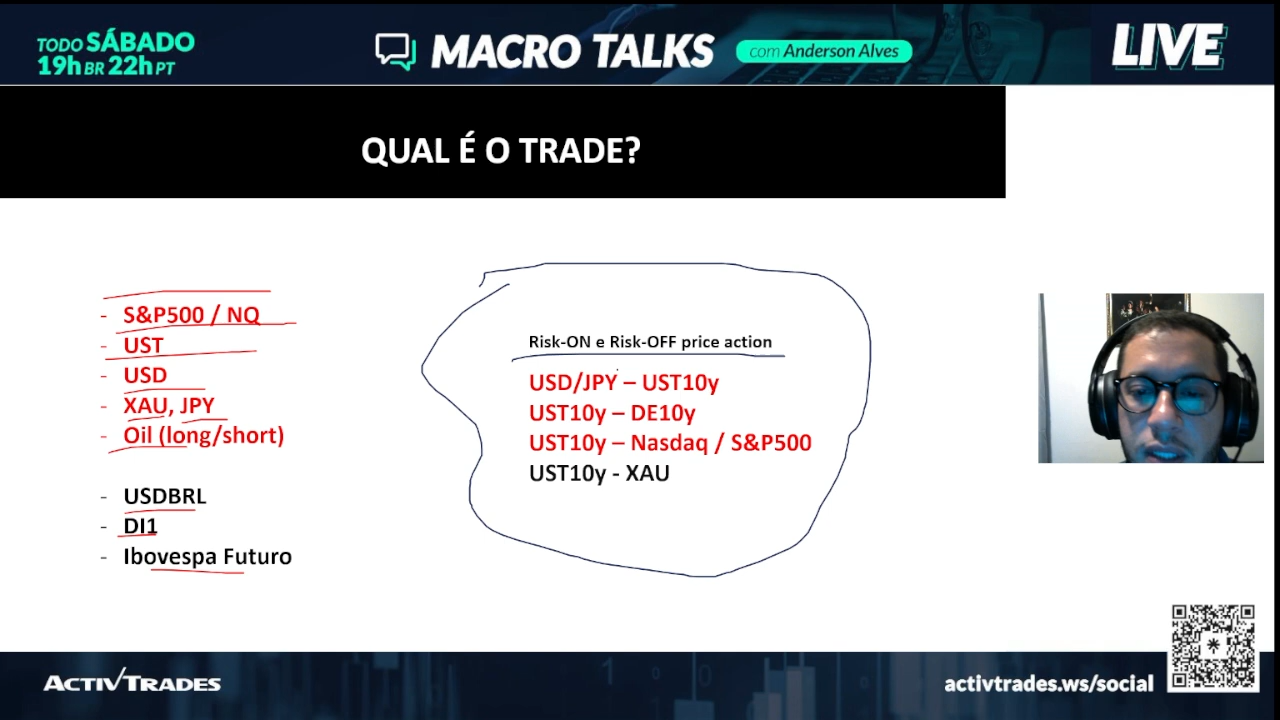 TODO SÁBADO
19h BR 22h PT
MACRO TALKS
com Anderson Alves
LIVE
QUAL É O TRADE?
- S&P500 / NQ
- UST
- USD
- XAU, JPY
- Oil (long/short)
- USDBRL
- DI1
- Ibovespa Futuro
Risk-ON e Risk-OFF price action
USD/JPY – UST10y
UST10y – DE10y
UST10y – Nasdaq / S&P500
UST10y - XAU
ACTIVTRADES
activtrades.ws/social